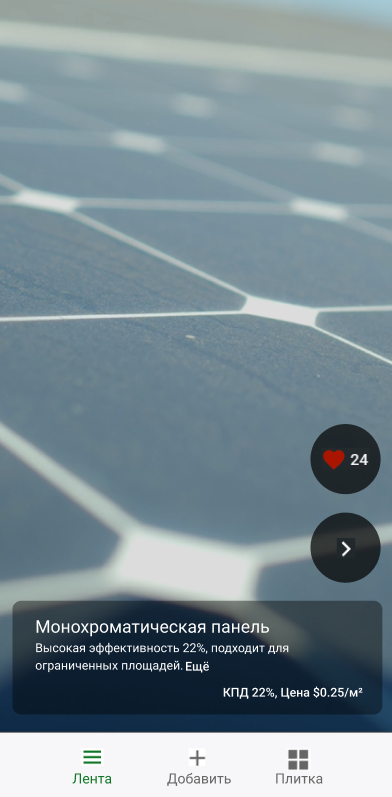 24
Монохроматическая панель
Высокая эффективность 22%, подходит для
ограниченных площадей. Ещё
КПД 22%, Цена $0.25/м²
Лента
Добавить
Плитка